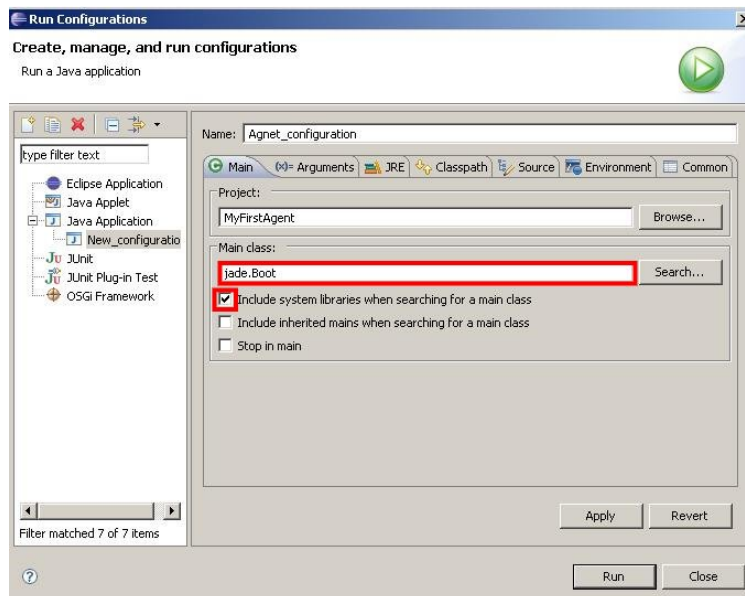 Run Configurations
Create, manage, and run configurations
Run a Java application
type filter text
Eclipse Application
Java Applet
Java Application
New_configuratio
JUnit
JUnit Plug-in Test
OSGi Framework
Filter matched 7 of 7 items
Name: Agnet_configuration
Main (x)= Arguments JRE Classpath Source Environment Common
Project:
MyFirstAgent Browse...
Main class:
jade.Boot Search...
Include system libraries when searching for a main class
Include inherited mains when searching for a main class
Stop in main
Apply Revert
Run Close